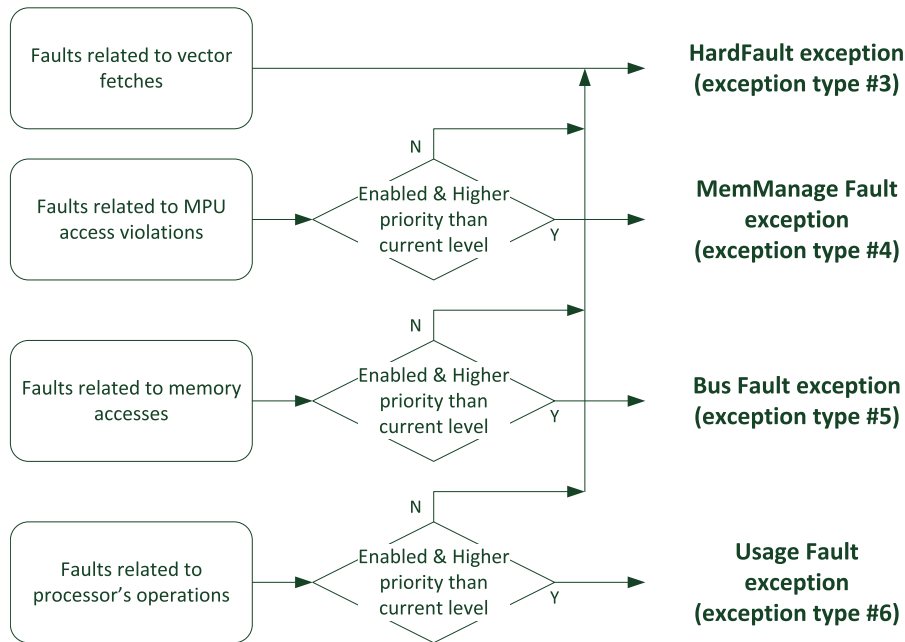 Faults related to vector
fetches
HardFault exception
(exception type #3)
N
Faults related to MPU
access violations
Enabled & Higher
priority than
current level
Y
MemManage Fault
exception
(exception type #4)
N
Faults related to memory
accesses
Enabled & Higher
priority than
current level
Y
Bus Fault exception
(exception type #5)
N
Faults related to
processor's operations
Enabled & Higher
priority than
current level
Y
Usage Fault
exception
(exception type #6)